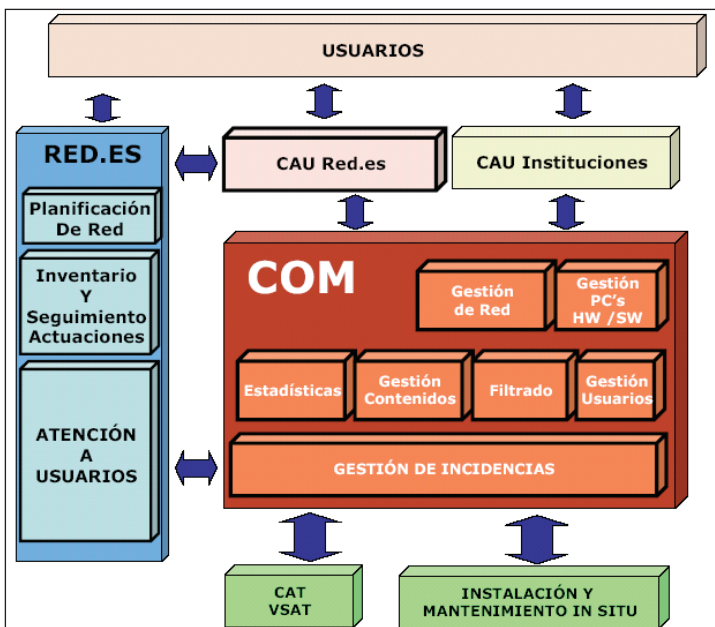 USUARIOS
RED.ES
Planificación
De Red
Inventario
Y
Seguimiento
Actuaciones
ATENCIÓN
A
USUARIOS
CAU Red.es
CAU Instituciones
COM
Gestión
de Red
Gestión
PC's
HW /SW
Estadísticas
Gestión
Contenidos
Filtrado
Gestión
Usuarios
GESTIÓN DE INCIDENCIAS
CAT
VSAT
INSTALACIÓN Y
MANTENIMIENTO IN SITU